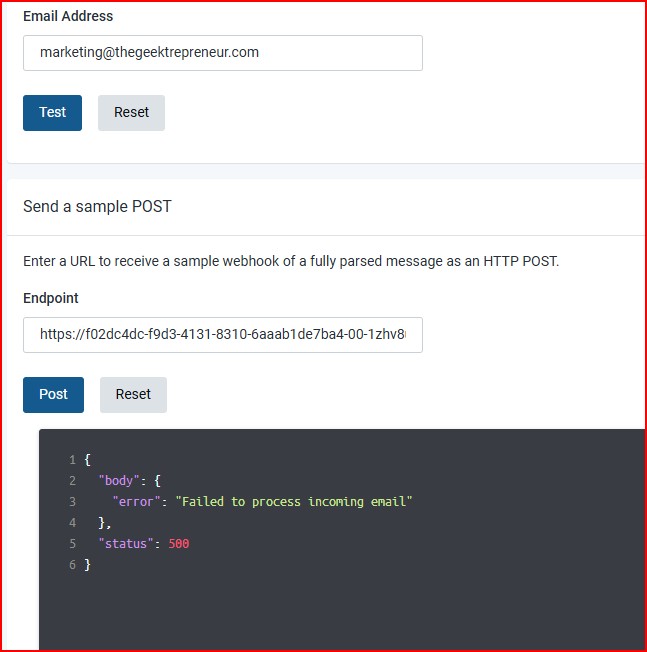 Email Address
marketing@thegeektrepreneur.com
Test Reset
Send a sample POST
Enter a URL to receive a sample webhook of a fully parsed message as an HTTP POST.
Endpoint
https://f02dc4dc-f9d3-4131-8310-6aaab1de7ba4-00-1zhv8
Post Reset
1 {
2 "body": {
3 "error": "Failed to process incoming email"
4 },
5 "status": 500
6 }